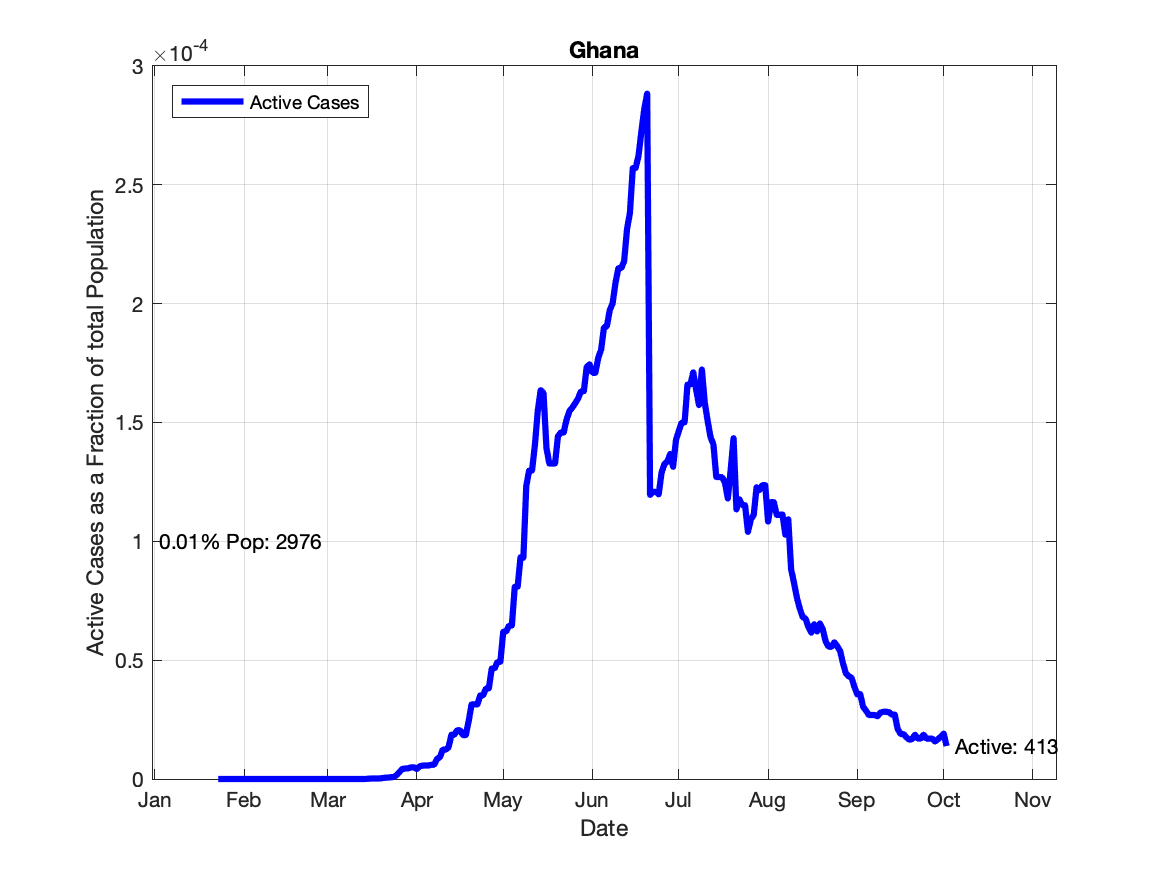 Ghana
×10-4
3
2.5
2
1.5
1
0.5
0
Active Cases as a Fraction of total Population
Active Cases
0.01% Pop: 2976
Active: 413
Jan Feb Mar Apr May Jun Jul Aug Sep Oct Nov
Date